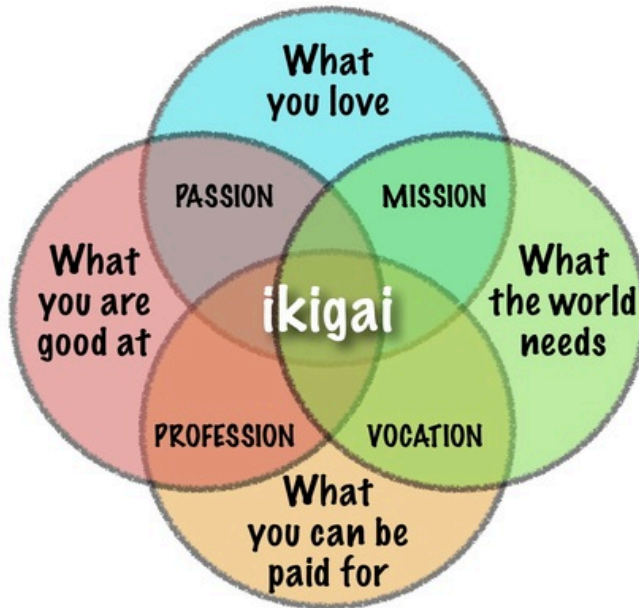 What
you love
PASSION
MISSION
What
you are
good at
ikigai
What
the world
needs
PROFESSION
VOCATION
What
you can be
paid for